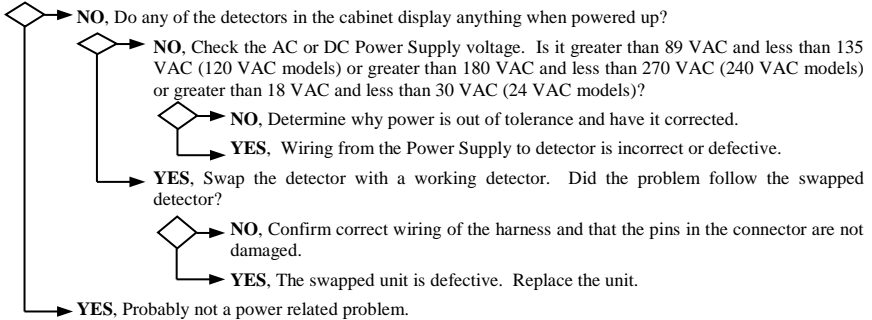 NO, Do any of the detectors in the cabinet display anything when powered up?
NO, Check the AC or DC Power Supply voltage. Is it greater than 89 VAC and less than 135
VAC (120 VAC models) or greater than 180 VAC and less than 270 VAC (240 VAC models)
or greater than 18 VAC and less than 30 VAC (24 VAC models)?
NO, Determine why power is out of tolerance and have it corrected.
YES, Wiring from the Power Supply to detector is incorrect or defective.
YES, Swap the detector with a working detector. Did the problem follow the swapped
detector?
NO, Confirm correct wiring of the harness and that the pins in the connector are not
damaged.
YES, The swapped unit is defective. Replace the unit.
YES, Probably not a power related problem.